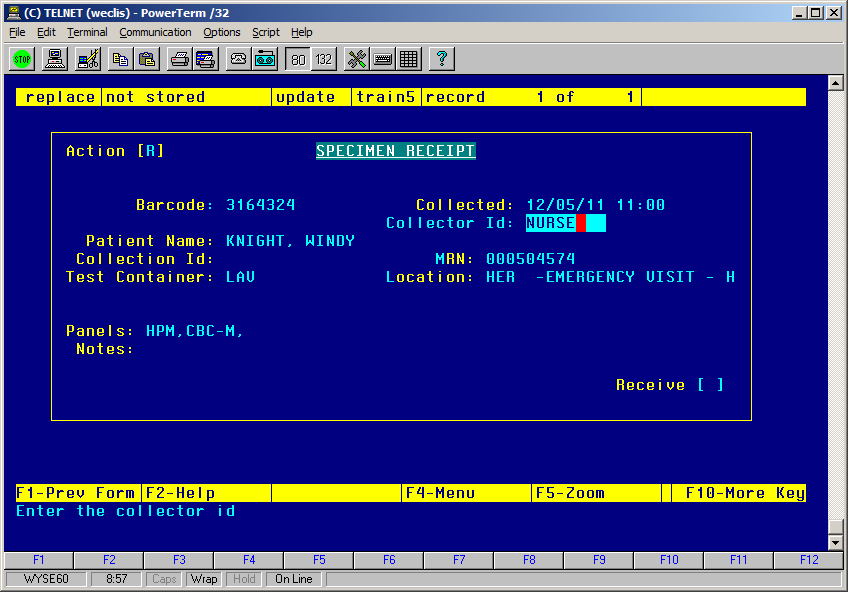 (C) TELNET (weclis) - PowerTerm /32
File Edit Terminal Communication Options Script Help
STOP 80 132 ?
replace not stored update train5 record 1 of 1
Action [R] SPECIMEN RECEIPT
Barcode: 3164324 Collected: 12/05/11 11:00
Collector Id: NURSE
Patient Name: KNIGHT, WINDY
Collection Id: MRN: 000504574
Test Container: LAV Location: HER -EMERGENCY VISIT - H
Panels: HPM,CBC-M,
Notes:
Receive [ ]
F1-Prev Form F2-Help F4-Menu F5-Zoom F10-More Key
Enter the collector id
F1 F2 F3 F4 F5 F6 F7 F8 F9 F10 F11 F12
WYSE60 8:57 Caps Wrap Hold On Line